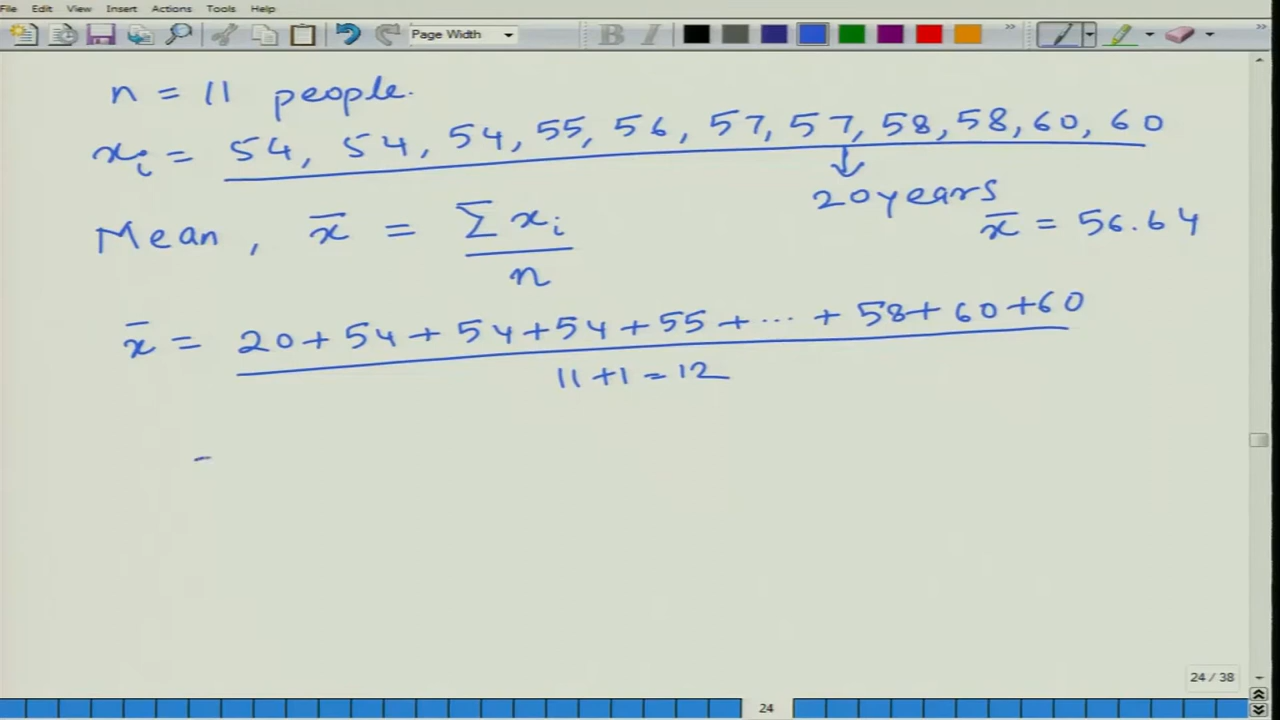 File Edit View Insert Actions Tools Help
Page Width B I
n = 11 people.
xi = 54, 54, 54, 55, 56, 57, 57, 58, 58, 60, 60
20 years
x̄ = 56.64
Mean, x̄ = Σxi / n
x̄ = 20 + 54 + 54 + 54 + 55 + ... + 58 + 60 + 60
11 + 1 = 12
24 / 38
24